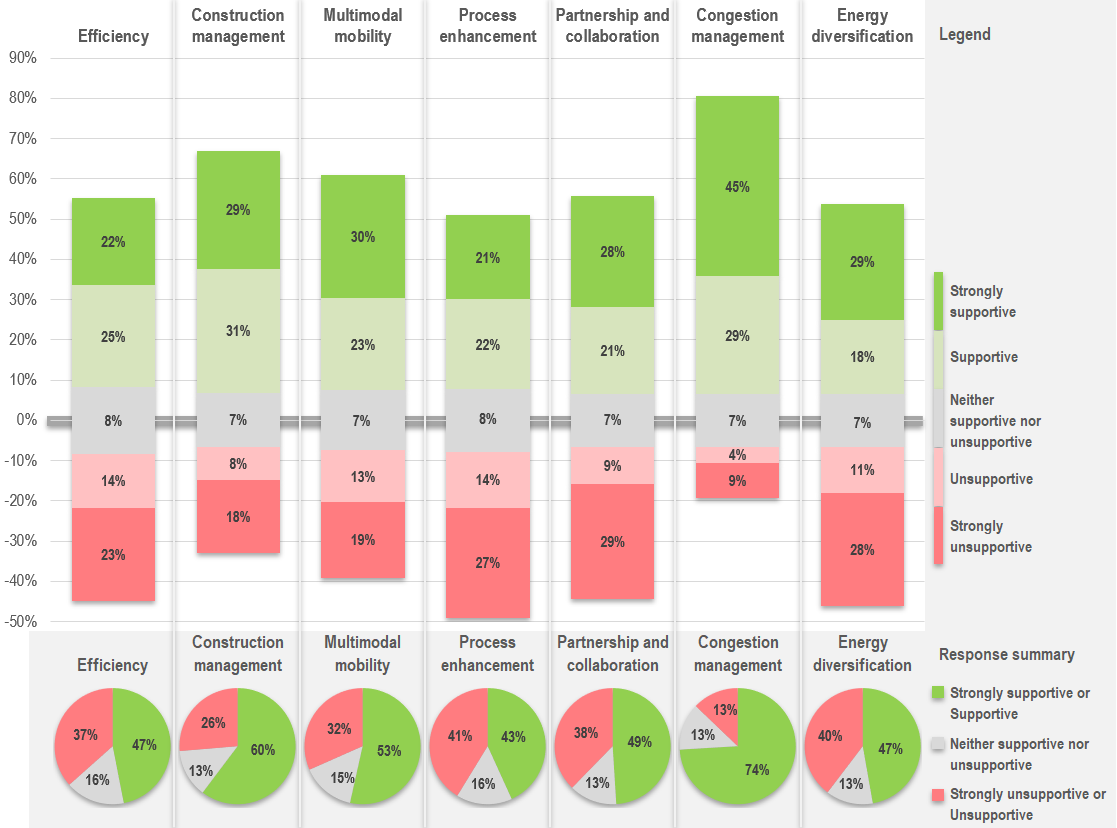 Efficiency
Construction
management
Multimodal
mobility
Process
enhancement
Partnership and
collaboration
Congestion
management
Energy
diversification
Legend
90%
80%
70%
60%
50%
40%
30%
20%
10%
0%
-10%
-20%
-30%
-40%
-50%
22%
25%
8%
14%
23%
29%
31%
7%
8%
18%
30%
23%
7%
13%
19%
21%
22%
8%
14%
27%
28%
21%
7%
9%
29%
45%
29%
7%
4%
9%
29%
18%
7%
11%
28%
Strongly
supportive
Supportive
Neither
supportive nor
unsupportive
Unsupportive
Strongly
unsupportive
Efficiency
Construction
management
Multimodal
mobility
Process
enhancement
Partnership and
collaboration
Congestion
management
Energy
diversification
Response summary
37%
47%
16%
26%
60%
13%
32%
53%
15%
41%
43%
16%
38%
49%
13%
13%
13%
74%
40%
47%
13%
Strongly supportive or
Supportive
Neither supportive nor
unsupportive
Strongly unsupportive or
Unsupportive